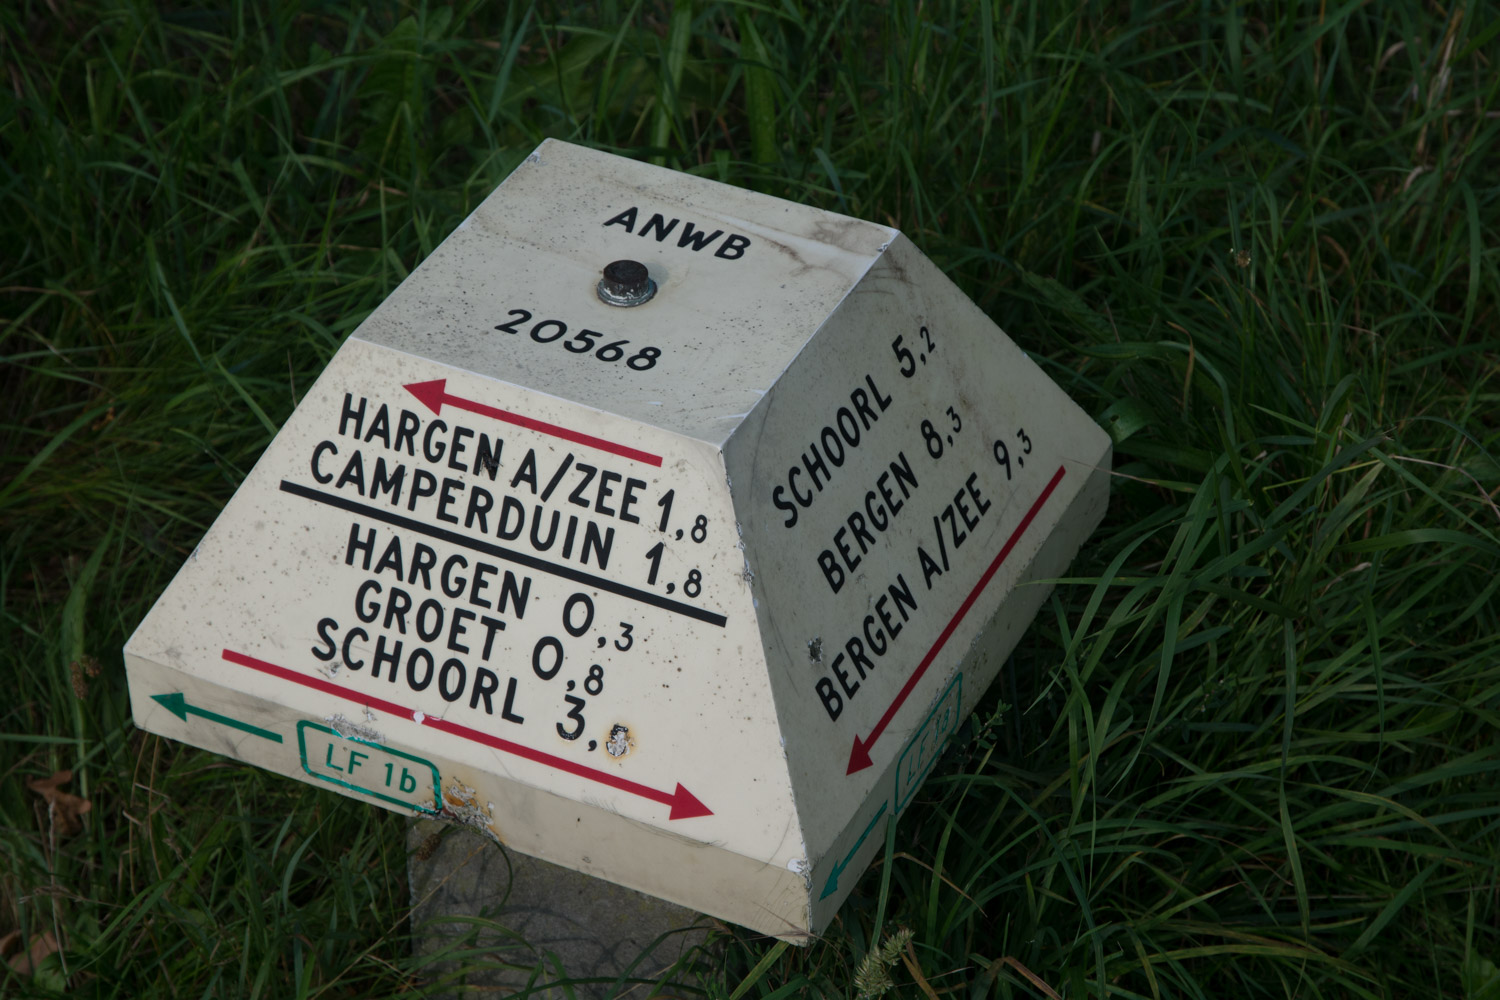 ANWB
20568
HARGEN A/ZEE 1,8
CAMPERDUIN 1,8
HARGEN 0,3
GROET 0,8
SCHOORL 3,
LF 1b
SCHOORL 5,2
BERGEN 8,3
BERGEN A/ZEE 9,3